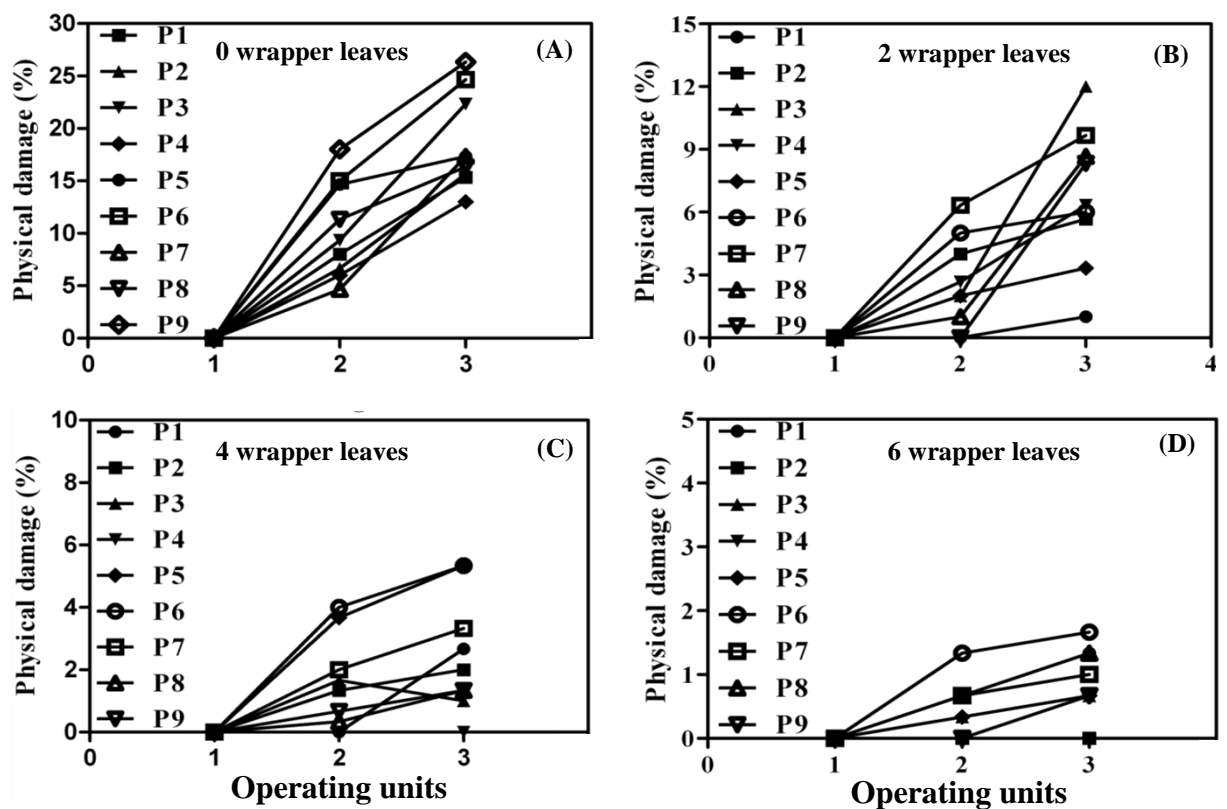 Physical damage (%)
30
25
20
15
10
5
0
P1
P2
P3
P4
P5
P6
P7
P8
P9
0 wrapper leaves
(A)
0
1
2
3
Physical damage (%)
15
12
9
6
3
0
P1
P2
P3
P4
P5
P6
P7
P8
P9
2 wrapper leaves
(B)
0
1
2
3
4
Physical damage (%)
10
8
6
4
2
0
P1
P2
P3
P4
P5
P6
P7
P8
P9
4 wrapper leaves
(C)
0
1
2
3
Operating units
Physical damage (%)
5
4
3
2
1
0
P1
P2
P3
P4
P5
P6
P7
P8
P9
6 wrapper leaves
(D)
0
1
2
3
Operating units